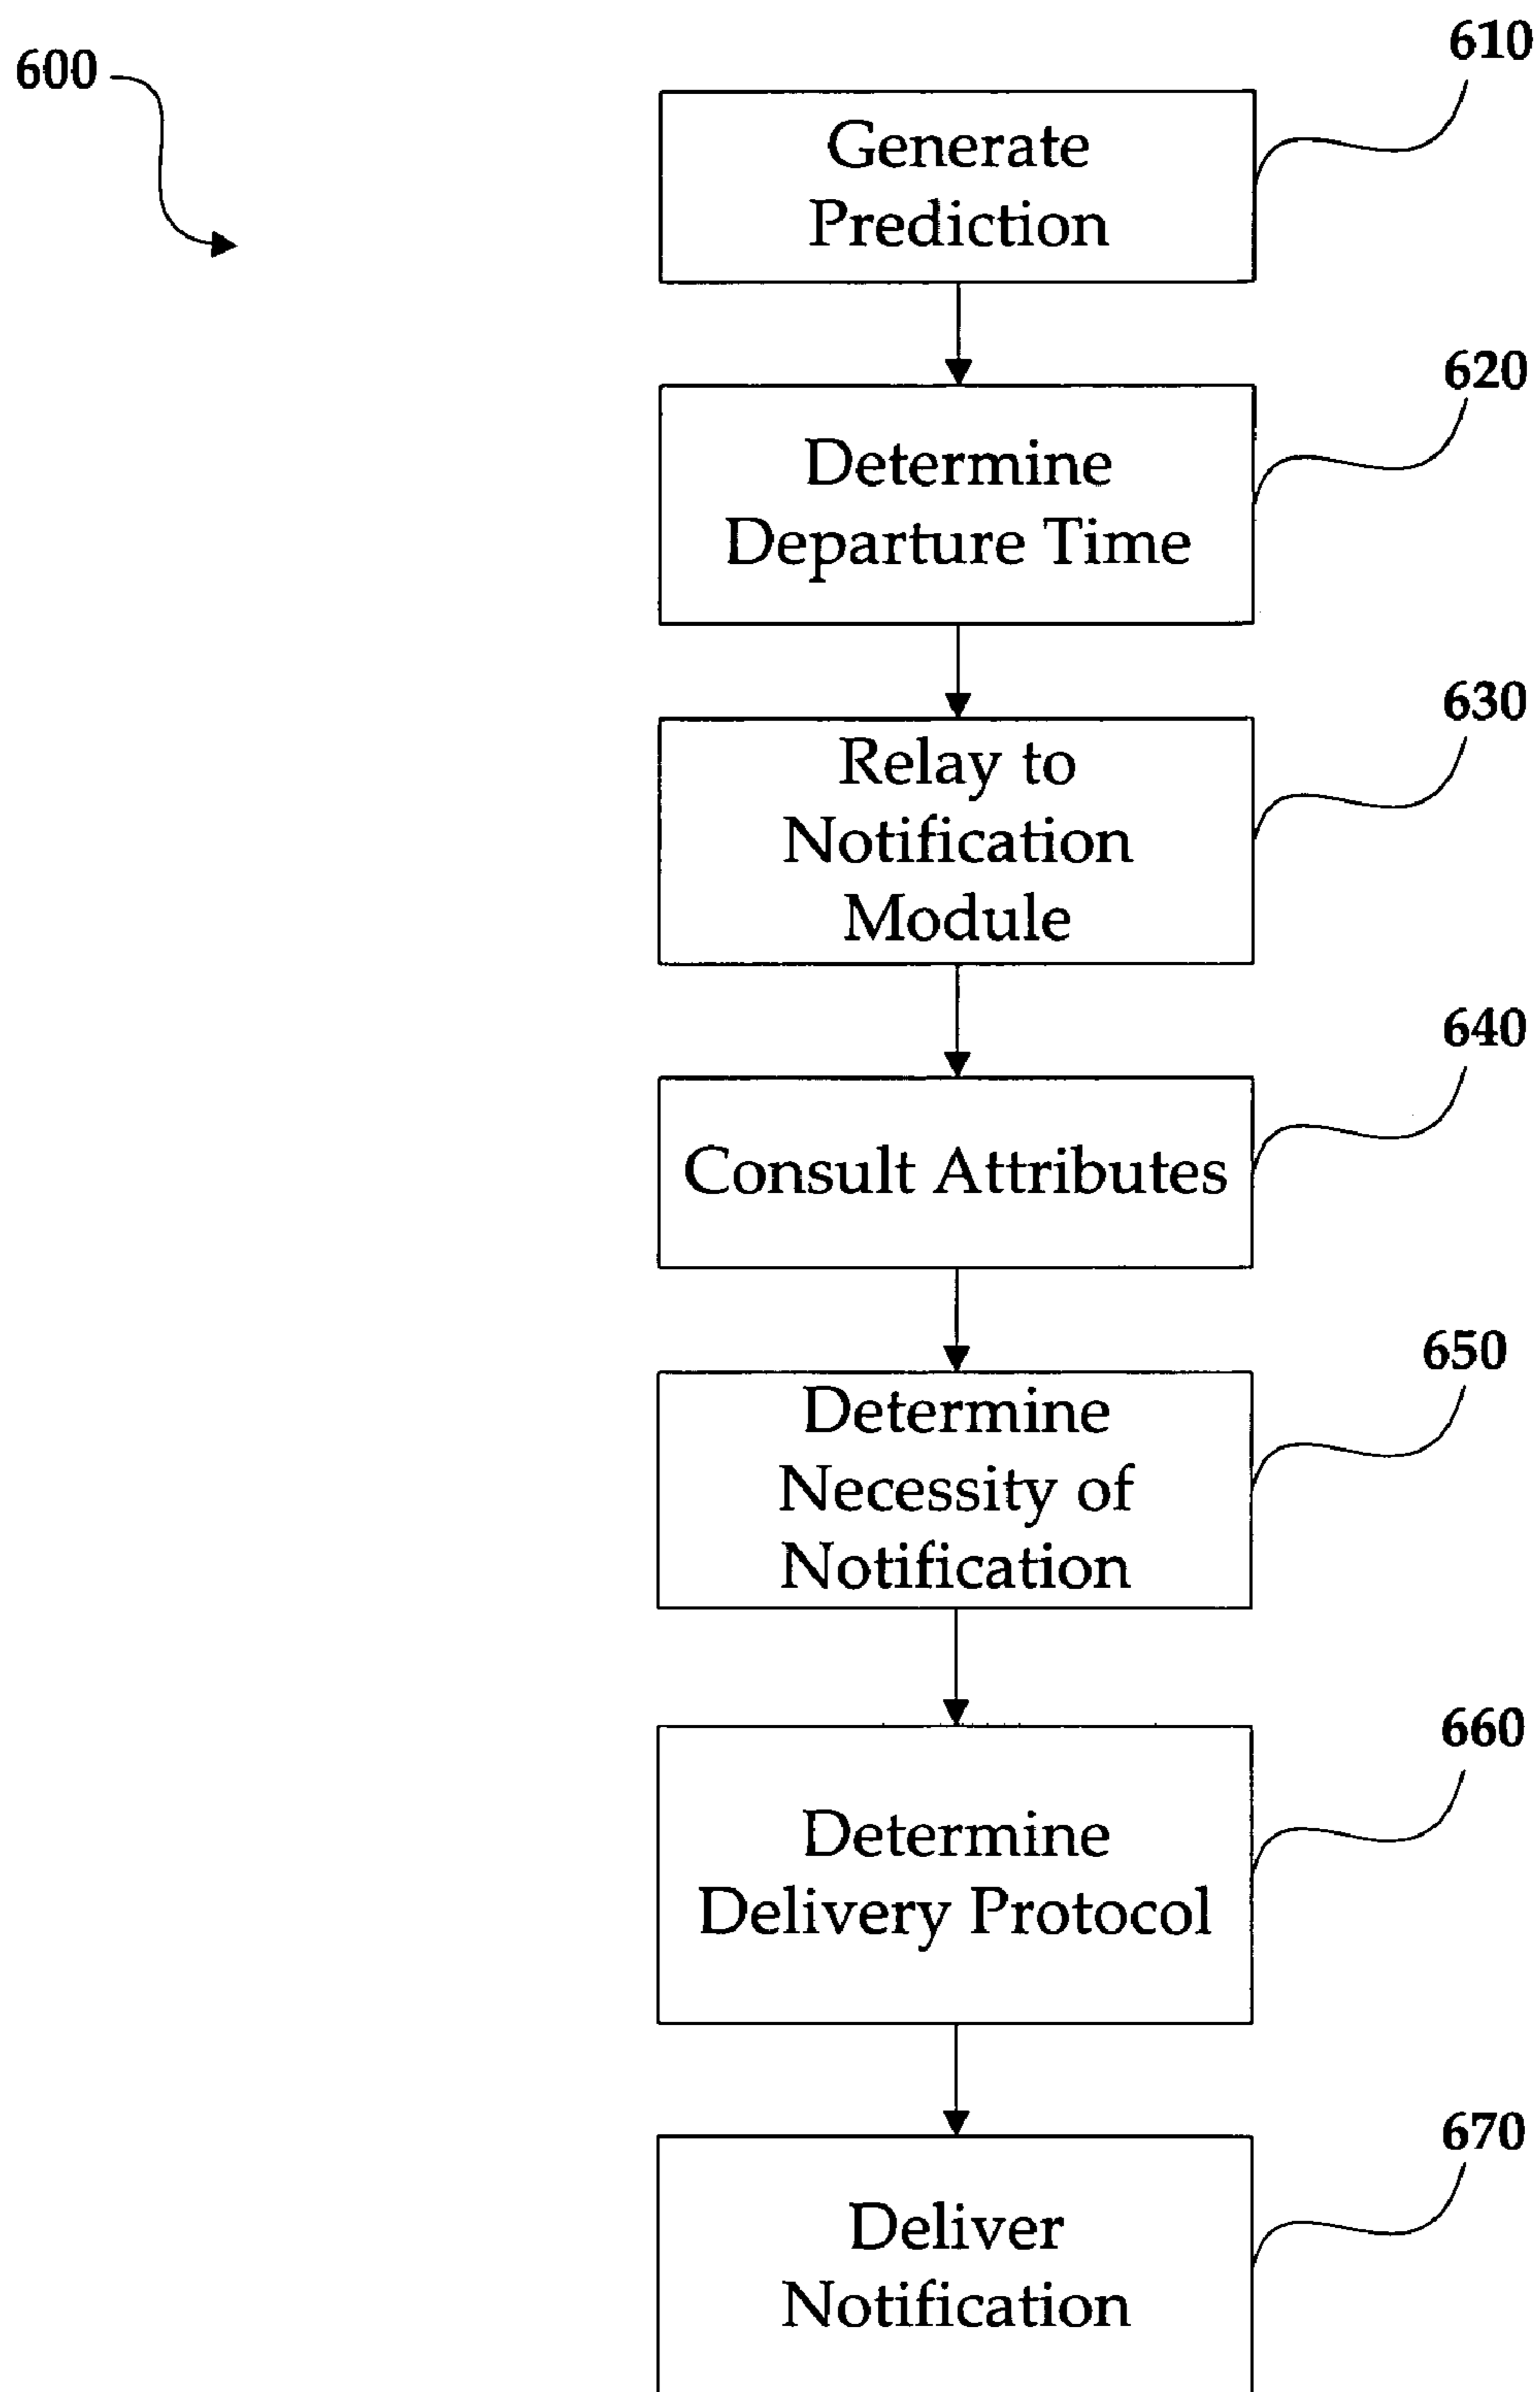 600
610
Generate
Prediction
620
Determine
Departure Time
630
Relay to
Notification
Module
640
Consult Attributes
650
Determine
Necessity of
Notification
660
Determine
Delivery Protocol
670
Deliver
Notification